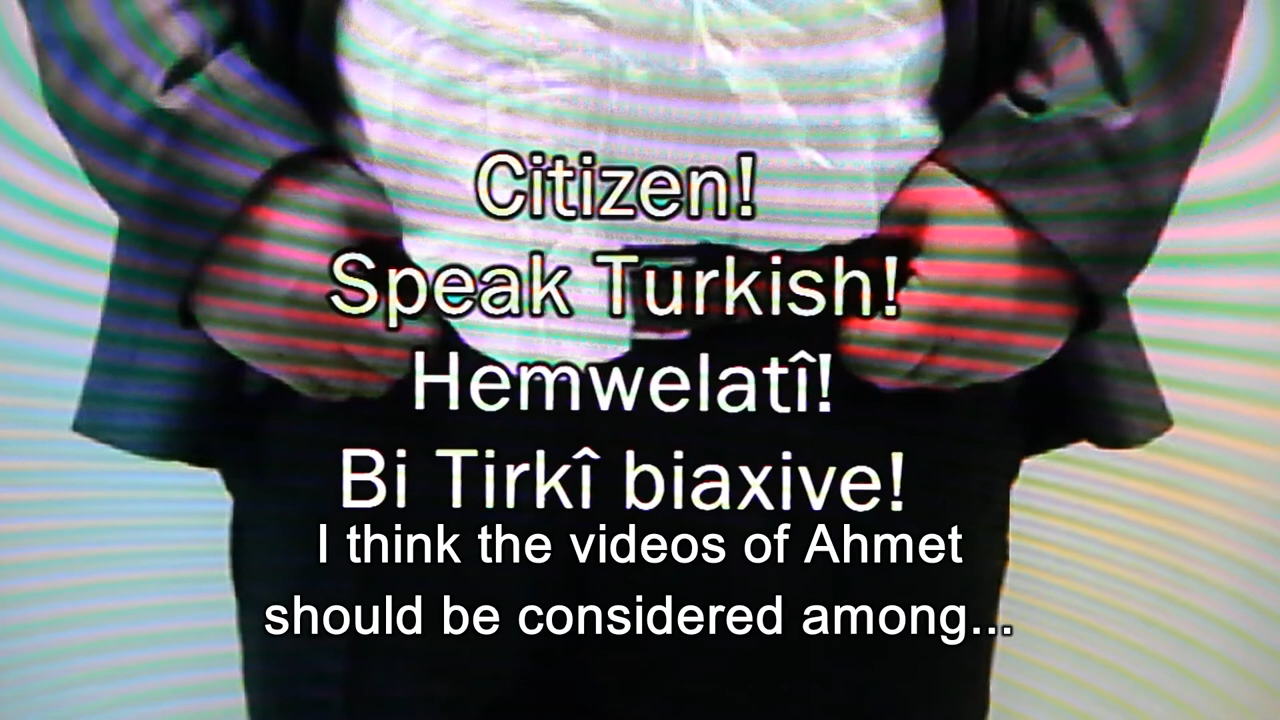 Citizen!
Speak Turkish!
Hemwelatî!
Bi Tirkî biaxive!
I think the videos of Ahmet
should be considered among...